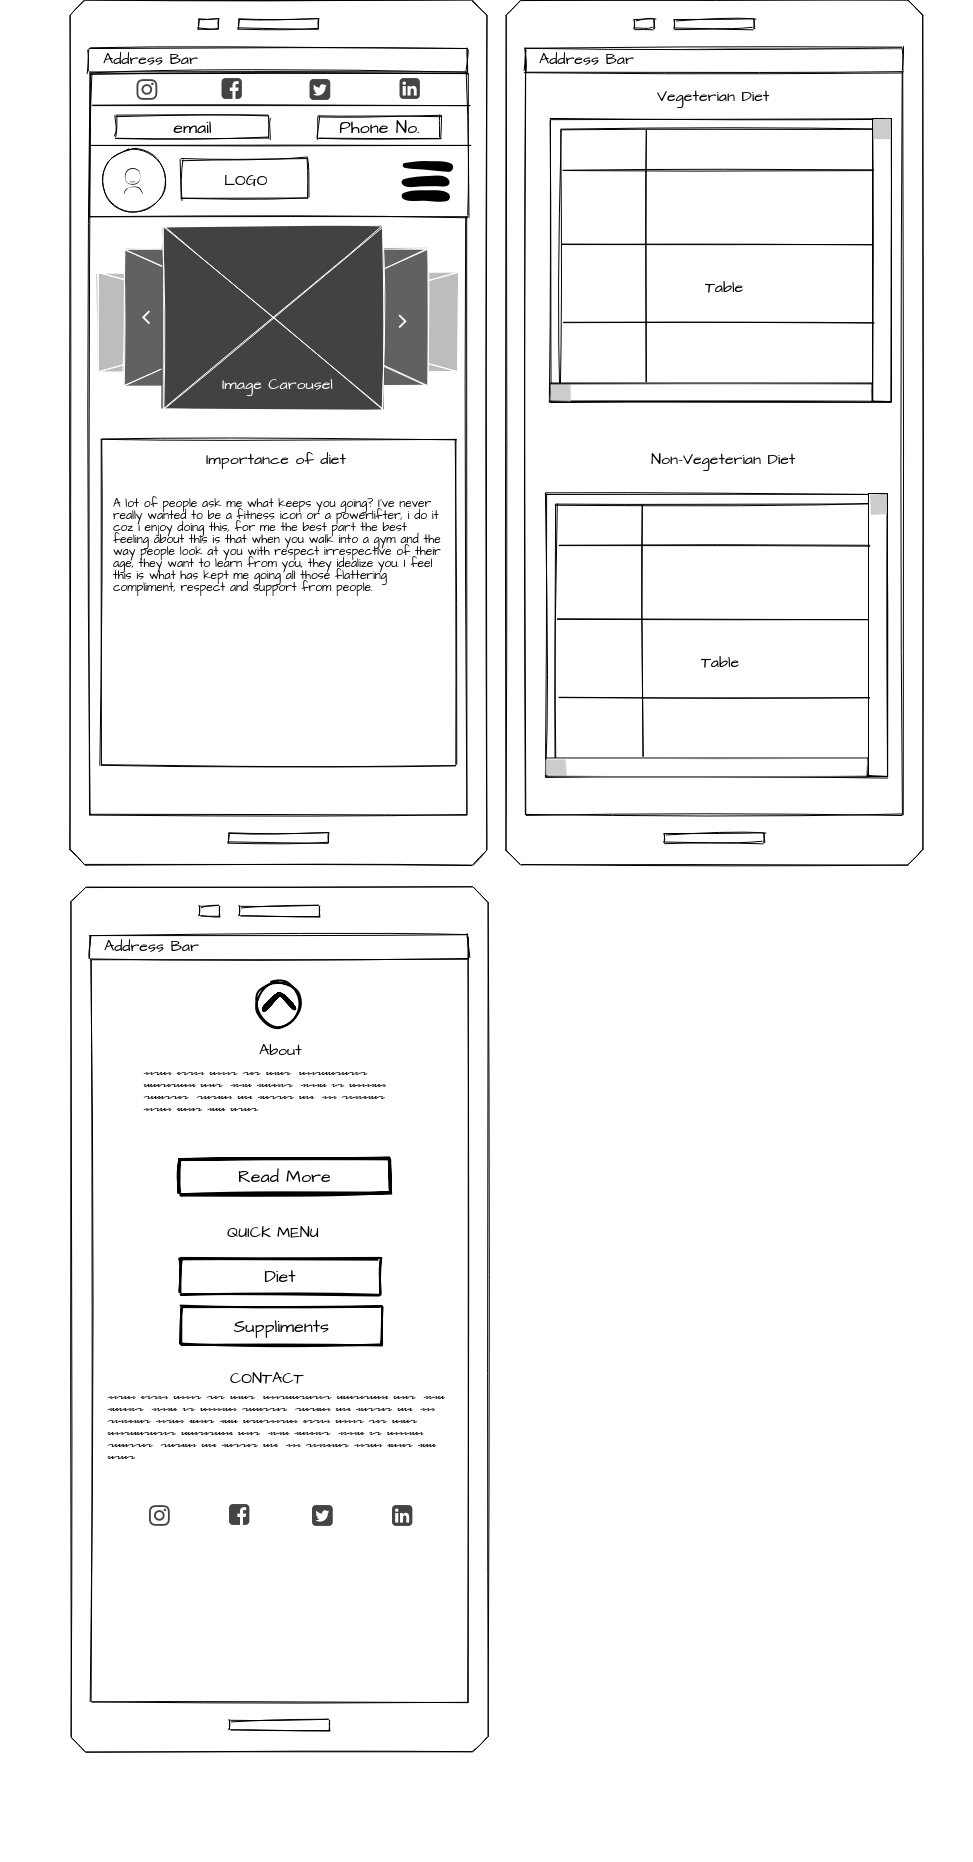 Address Bar
email
Phone No.
LOGO
Image Carousel
Importance of diet
A lot of people ask me what keeps you going? I've never
really wanted to be a fitness icon or a powerlifter, i do it
coz i enjoy doing this, for me the best part the best
feeling about this is that when you walk into a gym and the
way people look at you with respect irrespective of their
age, they want to learn from you, they idealize you. I feel
this is what has kept me going all those flattering
compliment, respect and support from people.
Address Bar
Vegeterian Diet
Table
Non-Vegeterian Diet
Table
Address Bar
About
Read More
QUICK MENU
Diet
Suppliments
CONTACT